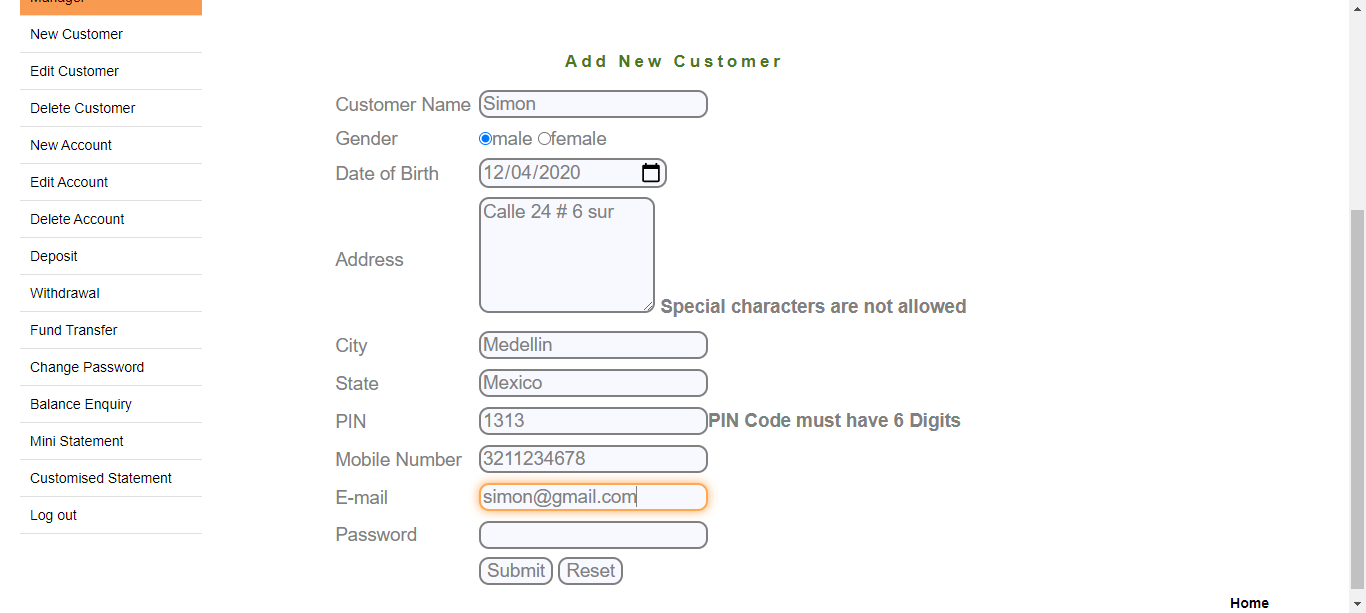 Manager
New Customer
Edit Customer
Delete Customer
New Account
Edit Account
Delete Account
Deposit
Withdrawal
Fund Transfer
Change Password
Balance Enquiry
Mini Statement
Customised Statement
Log out
Add New Customer
Customer Name Simon
Gender male female
Date of Birth 12/04/2020
Address Calle 24 # 6 sur
Special characters are not allowed
City Medellin
State Mexico
PIN 1313 PIN Code must have 6 Digits
Mobile Number 3211234678
E-mail simon@gmail.com
Password
Submit Reset
Home